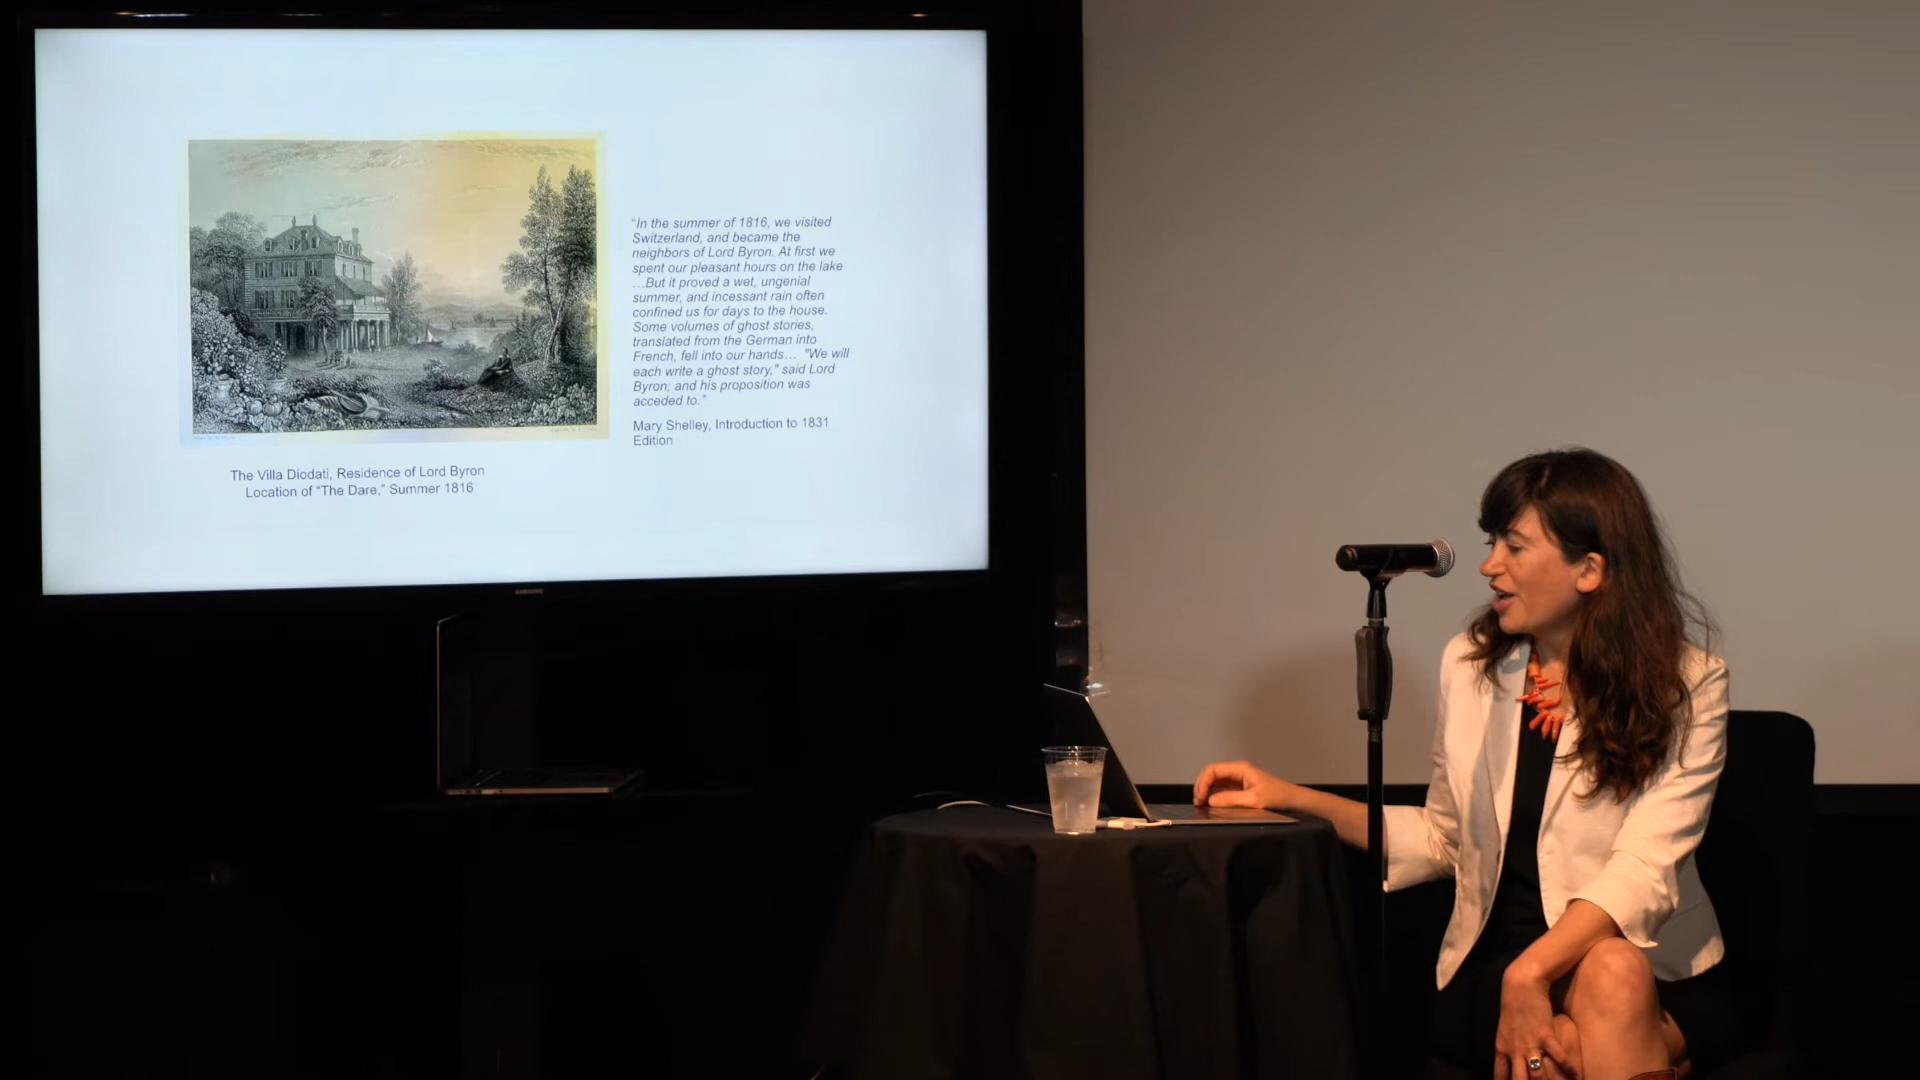 “In the summer of 1816, we visited
Switzerland, and became the
neighbors of Lord Byron. At first we
spent our pleasant hours on the lake
…But it proved a wet, ungenial
summer, and incessant rain often
confined us for days to the house.
Some volumes of ghost stories,
translated from the German into
French, fell into our hands… "We will
each write a ghost story," said Lord
Byron; and his proposition was
acceded to.”
Mary Shelley, Introduction to 1831
Edition
The Villa Diodati, Residence of Lord Byron
Location of “The Dare,” Summer 1816
SAMSUNG